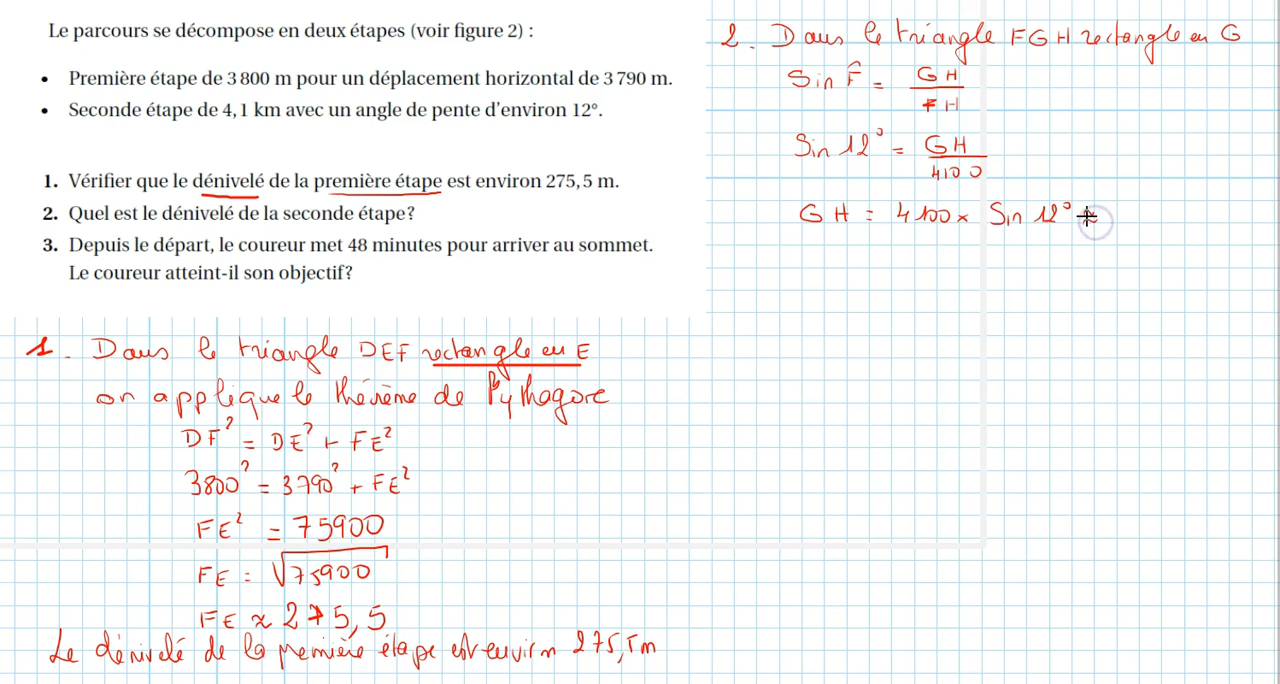 Le parcours se décompose en deux étapes (voir figure 2) :
• Première étape de 3 800 m pour un déplacement horizontal de 3 790 m.
• Seconde étape de 4,1 km avec un angle de pente d'environ 12°.
1. Vérifier que le dénivelé de la première étape est environ 275,5 m.
2. Quel est le dénivelé de la seconde étape?
3. Depuis le départ, le coureur met 48 minutes pour arriver au sommet.
Le coureur atteint-il son objectif?
1. Dans le triangle DEF rectangle en E
on applique le théorème de Pythagore
DF² = DE² + FE²
3800² = 3790² + FE²
FE² = 75900
FE = √75900
FE ≈ 275,5
Le dénivelé de la première étape est environ 275,5m
2. Dans le triangle FGH rectangle en G
Sin F̂ = GH / FH
Sin 12° = GH / 4100
GH = 4100 × Sin 12° ≈